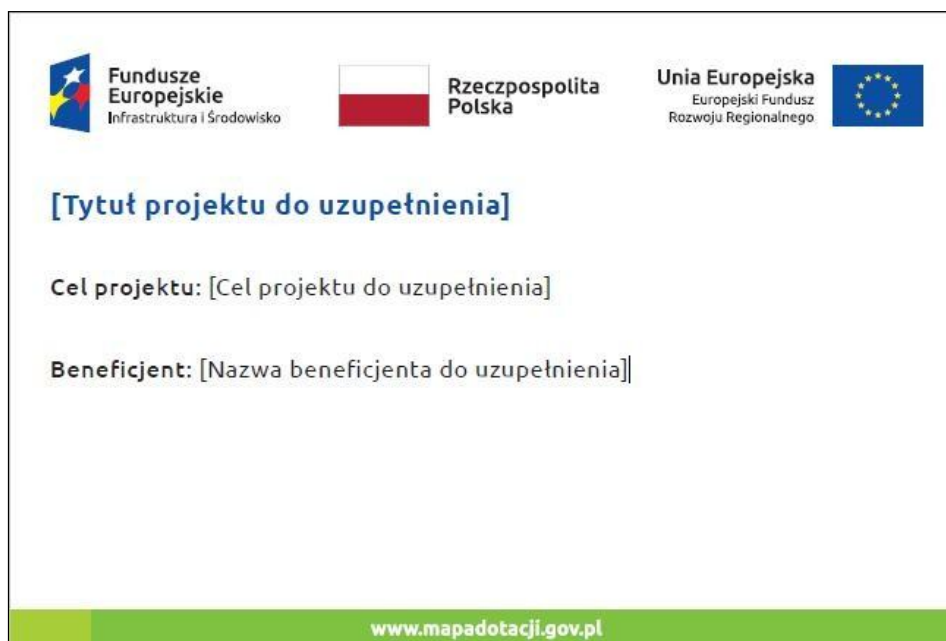 Fundusze
Europejskie
Infrastruktura i Środowisko
Rzeczpospolita
Polska
Unia Europejska
Europejski Fundusz
Rozwoju Regionalnego
[Tytuł projektu do uzupełnienia]
Cel projektu: [Cel projektu do uzupełnienia]
Beneficjent: [Nazwa beneficjenta do uzupełnienia]
www.mapadotacji.gov.pl